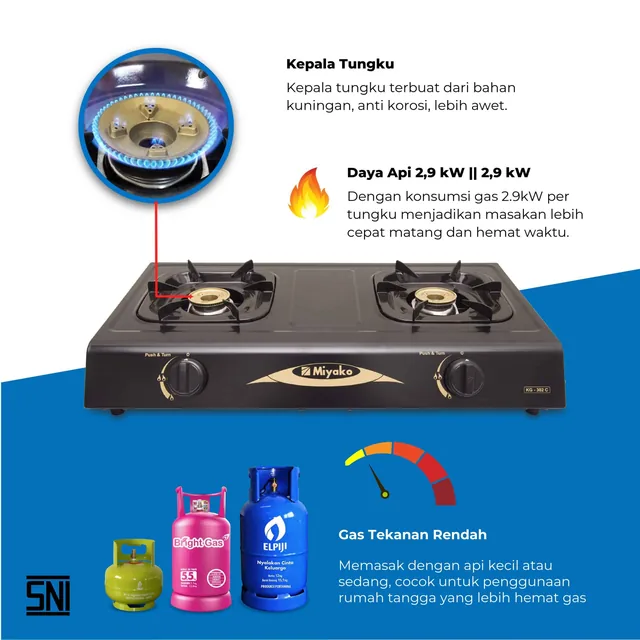 Kepala Tungku
Kepala tungku terbuat dari bahan
kuningan, anti korosi, lebih awet.
Daya Api 2,9 kW || 2,9 kW
Dengan konsumsi gas 2.9kW per
tungku menjadikan masakan lebih
cepat matang dan hemat waktu.
Push & Turn
Push & Turn
Miyako
KG - 302 C
Bright Gas
5.5
ELPIJI
Nyalakan Cinta
Keluarga
Gas Tekanan Rendah
Memasak dengan api kecil atau
sedang, cocok untuk penggunaan
rumah tangga yang lebih hemat gas
SNI